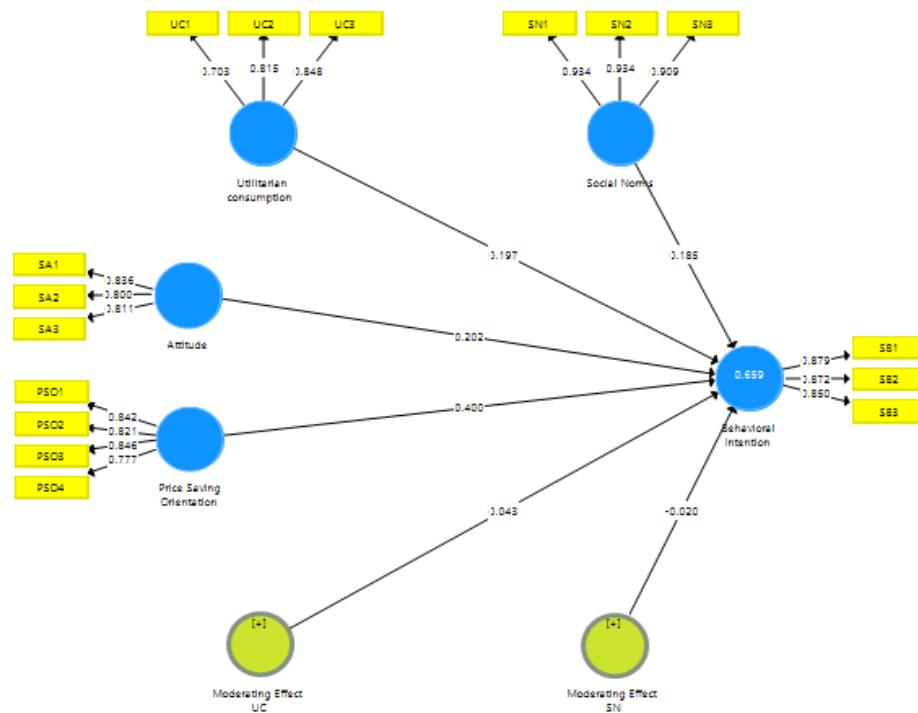 UC1 UC2 UC3
SN1 SN2 SN3
0.703 0.815 0.848
0.934 0.934 0.909
Utilitarian
consumption
Social Norms
0.197
0.185
SA1
SA2
SA3
0.836
0.800
0.811
Attitude
0.202
PSO1
PSO2
PSO3
PSO4
0.842
0.821
0.846
0.777
Price Saving
Orientation
0.400
0.659
Behavioral
Intention
0.879
0.872
0.850
SB1
SB2
SB3
0.043
-0.020
[+]
Moderating Effect
UC
[+]
Moderating Effect
SN